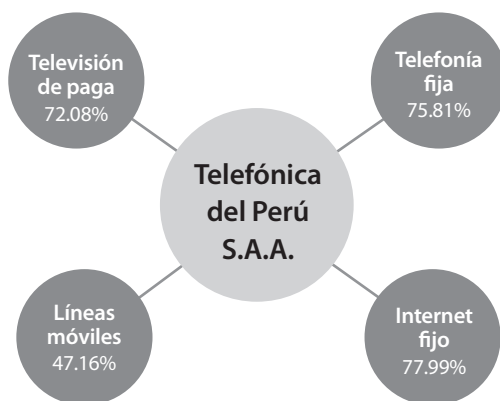 Televisión
de paga
72.08%
Telefonía
fija
75.81%
Telefónica
del Perú
S.A.A.
Líneas
móviles
47.16%
Internet
fijo
77.99%